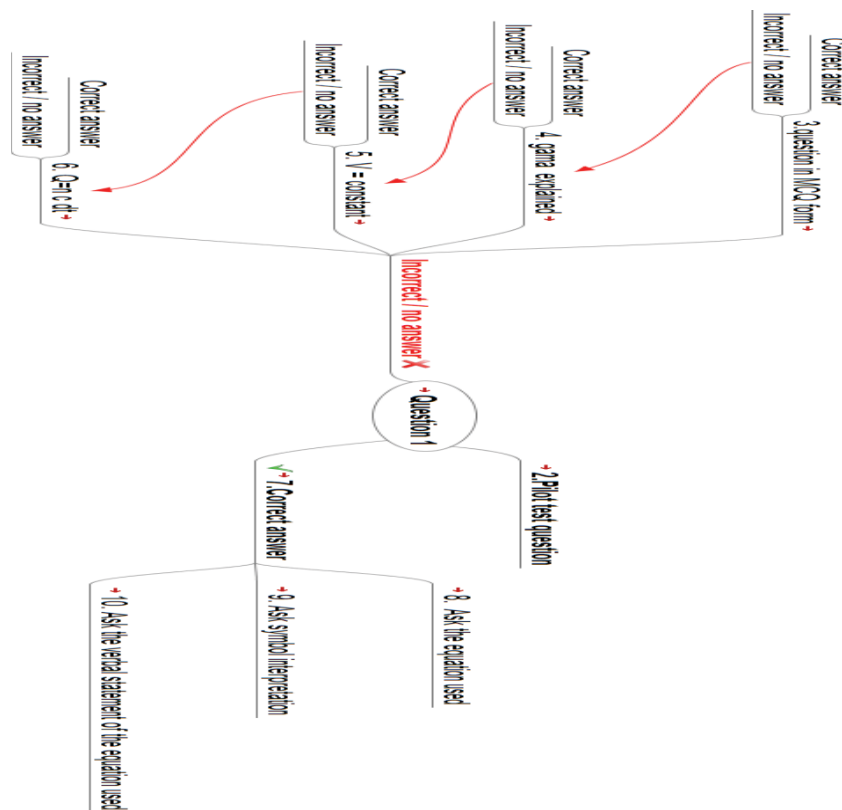 Question 1
2.Pilot test question
Incorrect / no answer
3.question in MCQ form
Correct answer
Incorrect / no answer
4. gama explained
Correct answer
Incorrect / no answer
5. V = constant
Correct answer
Incorrect / no answer
6. Q=n c dt
Correct answer
Incorrect / no answer
7.Correct answer
8. Ask the equation used
9. Ask symbol interpretation
10. Ask the verbal statement of the equation used